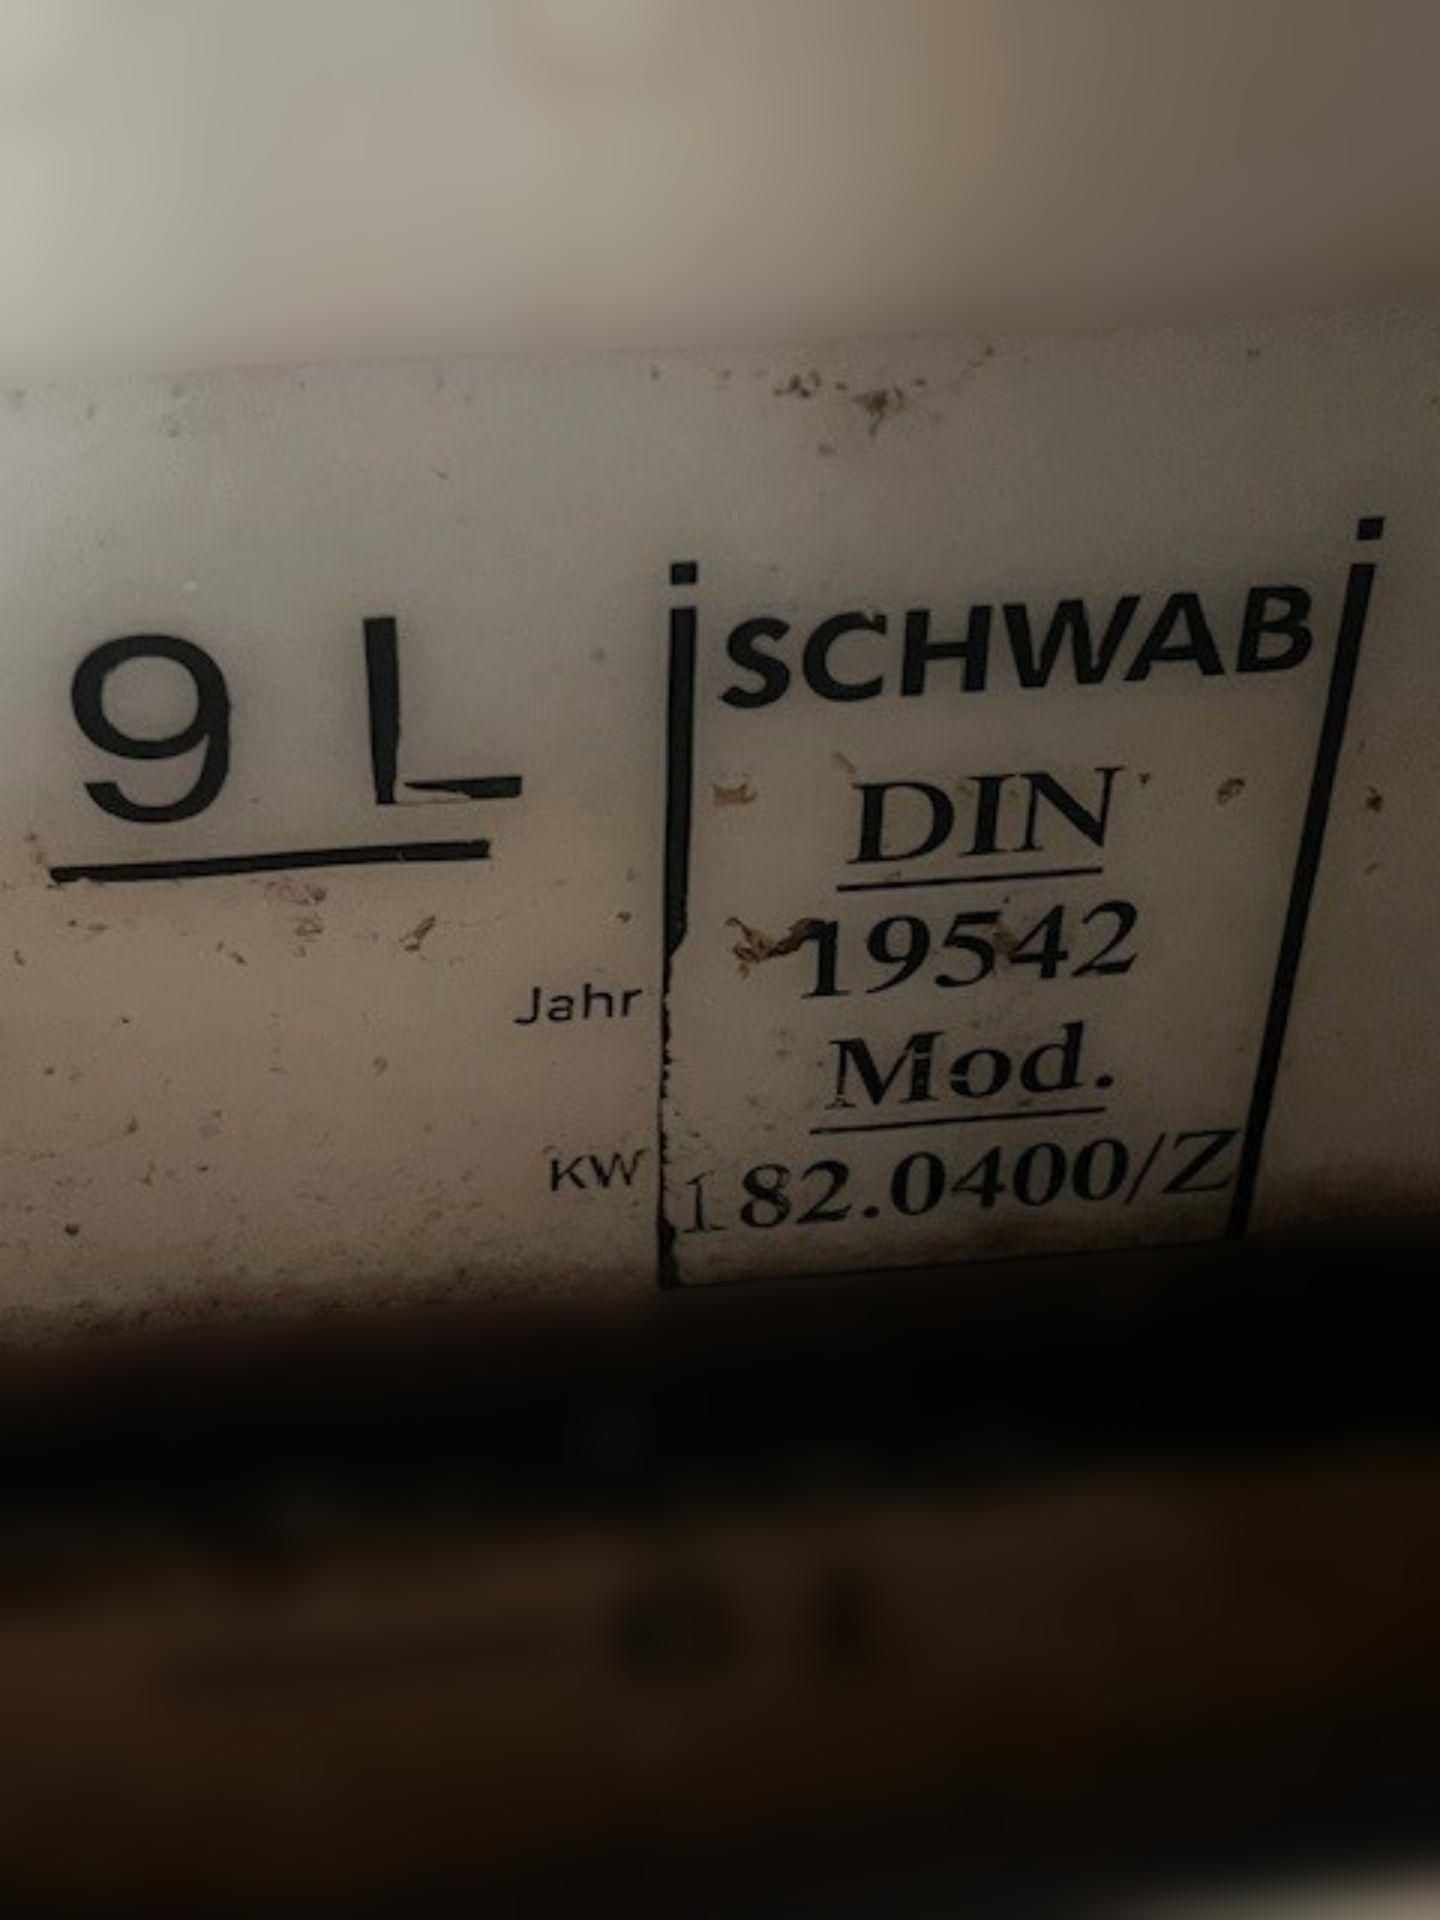 9 L
Jahr
KW
SCHWAB
DIN
19542
Mod.
182.0400/Z